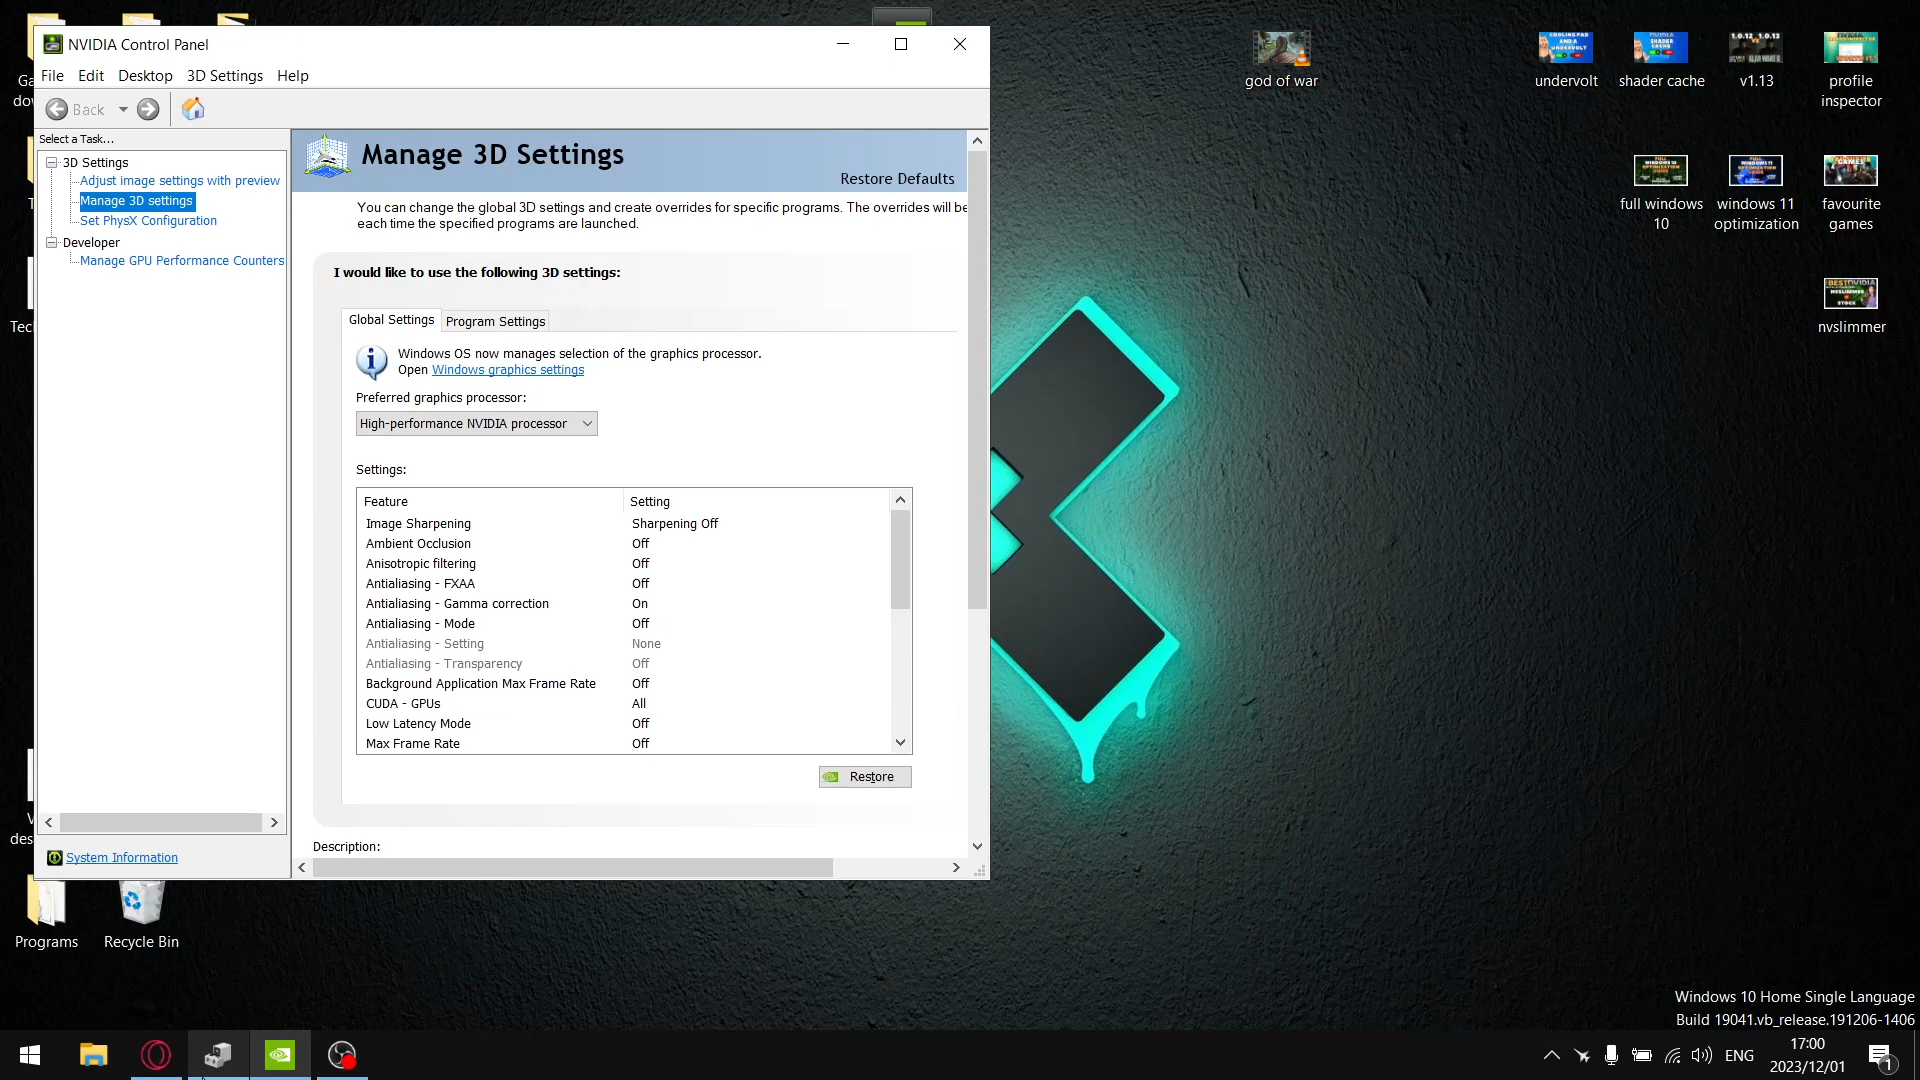 NVIDIA Control Panel
File Edit Desktop 3D Settings Help
Back
Select a Task...
3D Settings
Adjust image settings with preview
Manage 3D settings
Set PhysX Configuration
Developer
Manage GPU Performance Counters
System Information
Manage 3D Settings
Restore Defaults
You can change the global 3D settings and create overrides for specific programs. The overrides will be
each time the specified programs are launched.
I would like to use the following 3D settings:
Global Settings
Program Settings
Windows OS now manages selection of the graphics processor.
Open Windows graphics settings
Preferred graphics processor:
High-performance NVIDIA processor
Settings:
Feature Setting
Image Sharpening Sharpening Off
Ambient Occlusion Off
Anisotropic filtering Off
Antialiasing - FXAA Off
Antialiasing - Gamma correction On
Antialiasing - Mode Off
Antialiasing - Setting None
Antialiasing - Transparency Off
Background Application Max Frame Rate Off
CUDA - GPUs All
Low Latency Mode Off
Max Frame Rate Off
Restore
Description:
god of war
undervolt
shader cache
v1.13
profile
inspector
full windows
10
windows 11
optimization
favourite
games
nvslimmer
Programs
Recycle Bin
Windows 10 Home Single Language
Build 19041.vb_release.191206-1406
ENG
17:00
2023/12/01
1